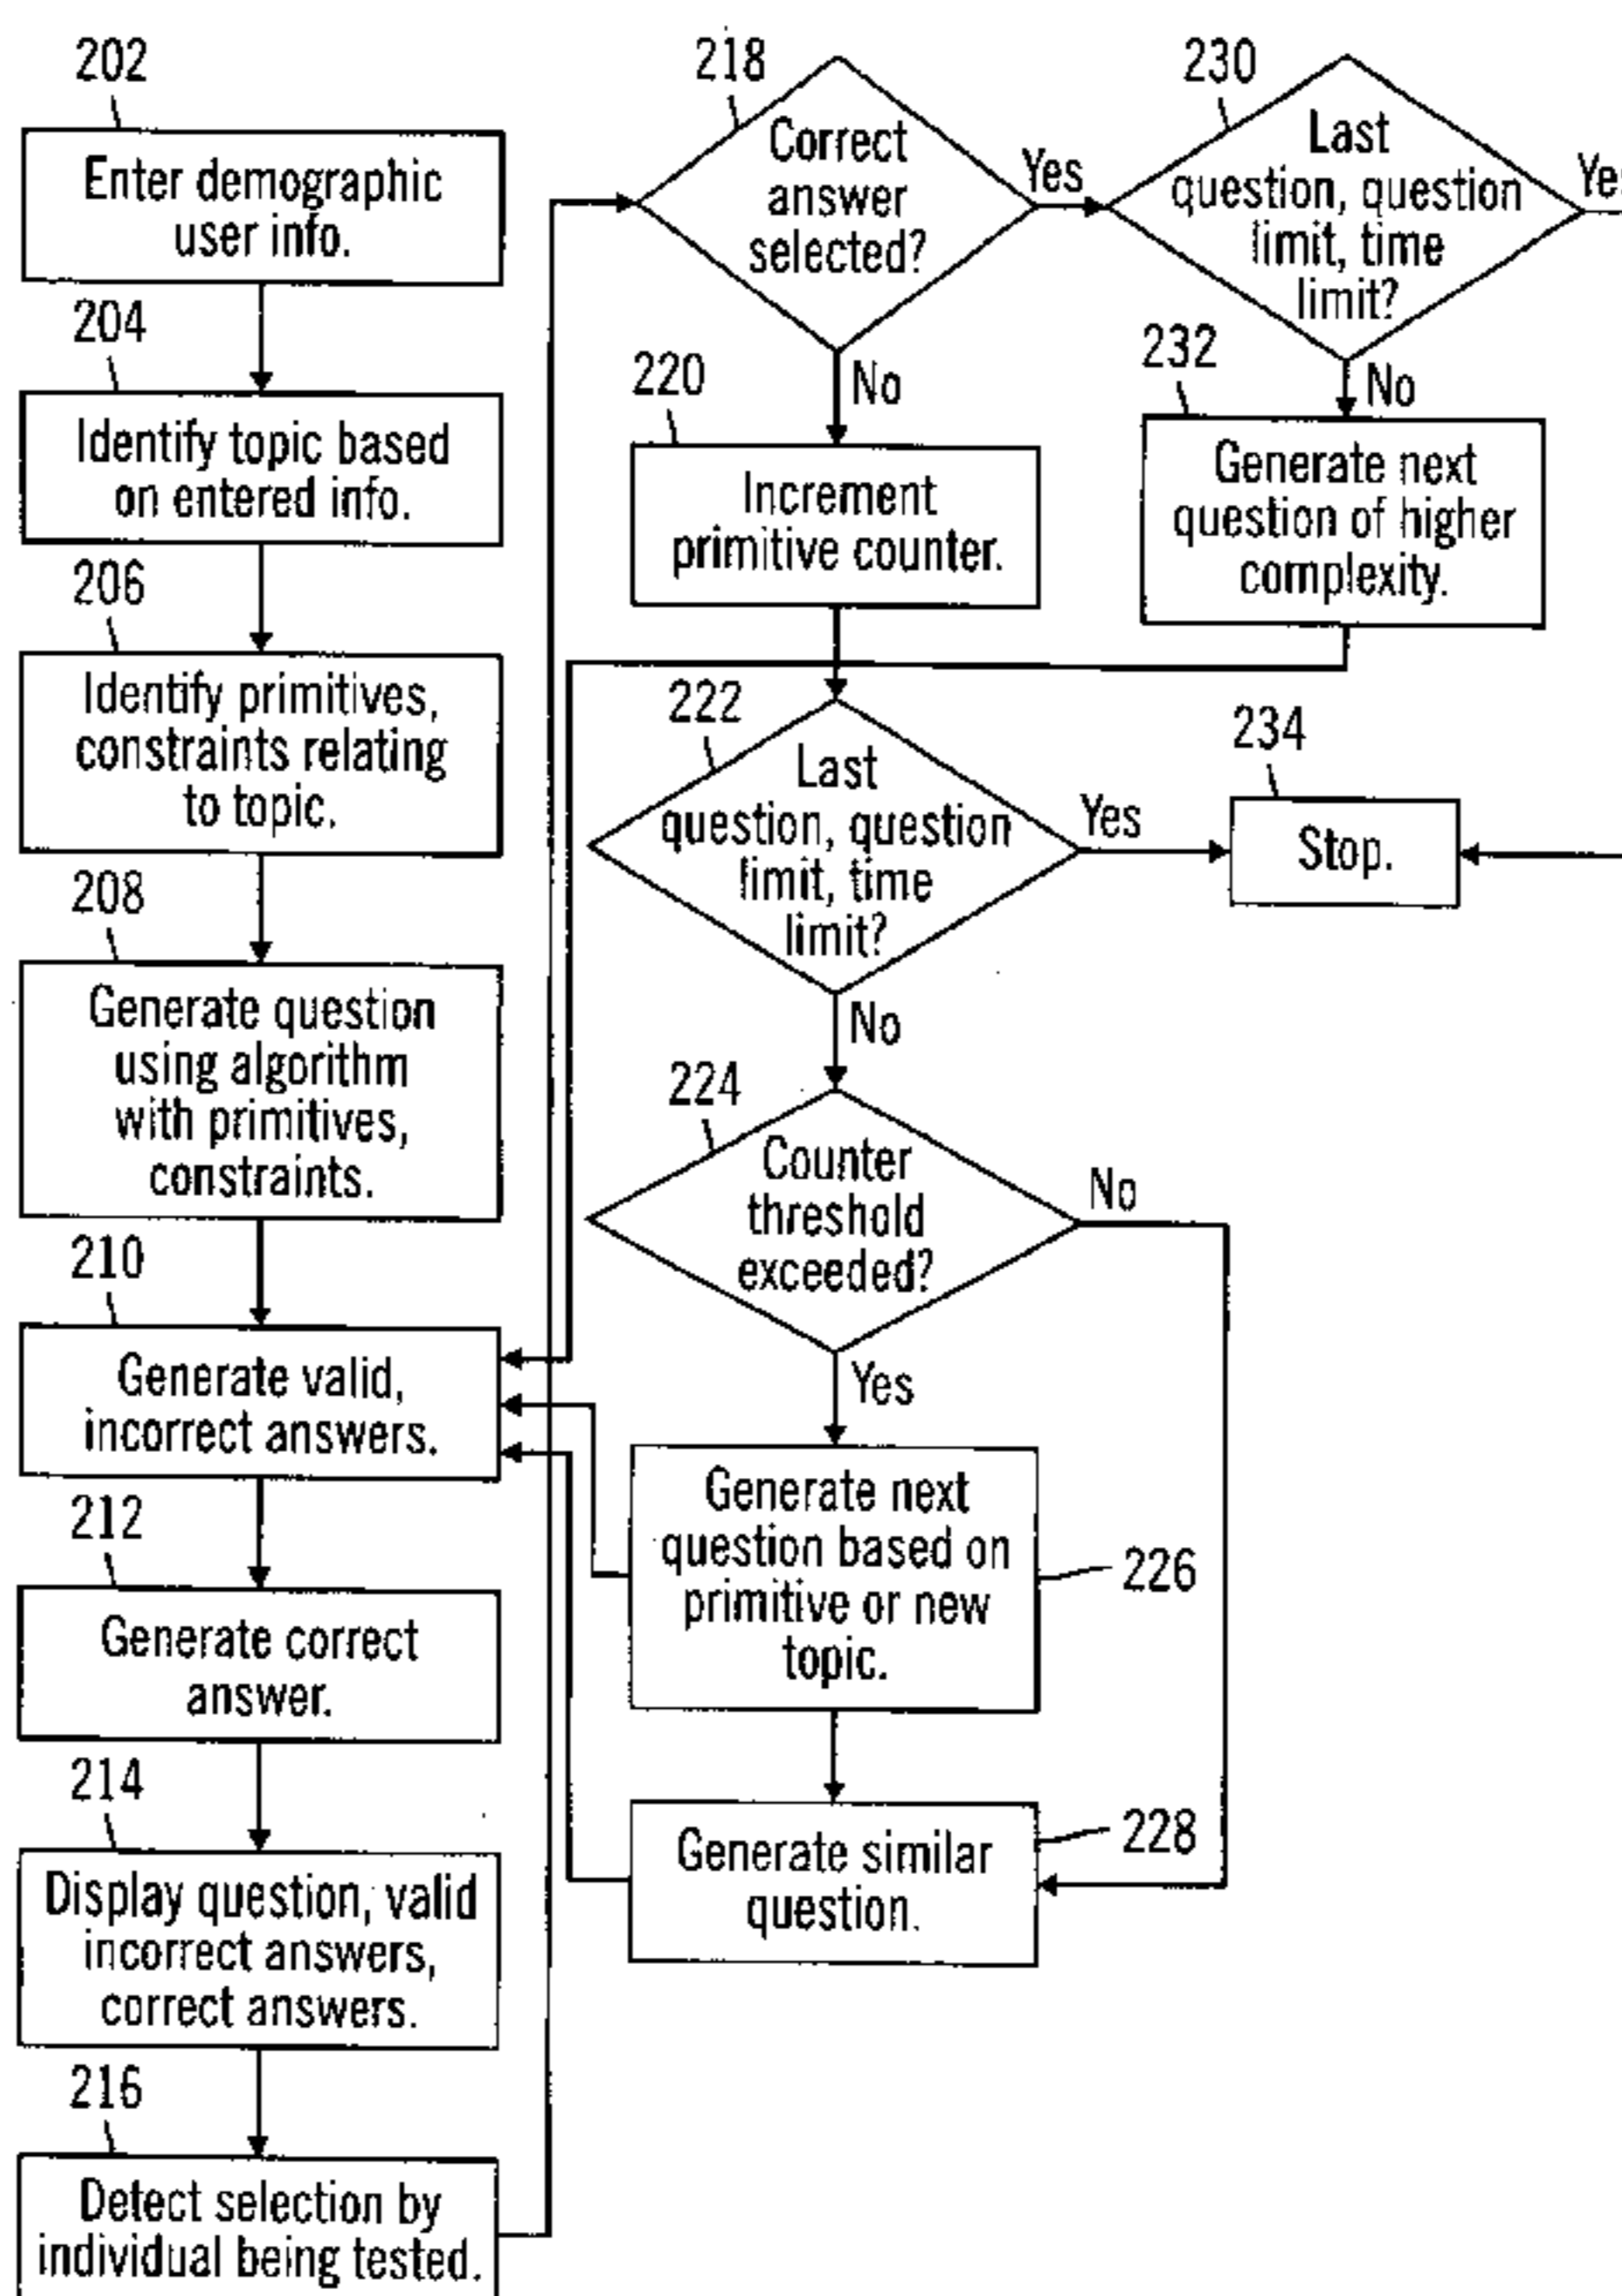 202
Enter demographic
user info.
204
Identify topic based
on entered info.
206
Identify primitives,
constraints relating
to topic.
208
Generate question
using algorithm
with primitives,
constraints.
210
Generate valid,
incorrect answers.
212
Generate correct
answer.
214
Display question, valid
incorrect answers,
correct answers.
216
Detect selection by
individual being tested.
218
Correct
answer
selected?
Yes
No
220
Increment
primitive counter.
222
Last
question, question
limit, time
limit?
Yes
No
224
Counter
threshold
exceeded?
No
Yes
Generate next
question based on
primitive or new
topic.
226
Generate similar
question.
228
230
Last
question, question
limit, time
limit?
Yes
No
232
Generate next
question of higher
complexity.
234
Stop.